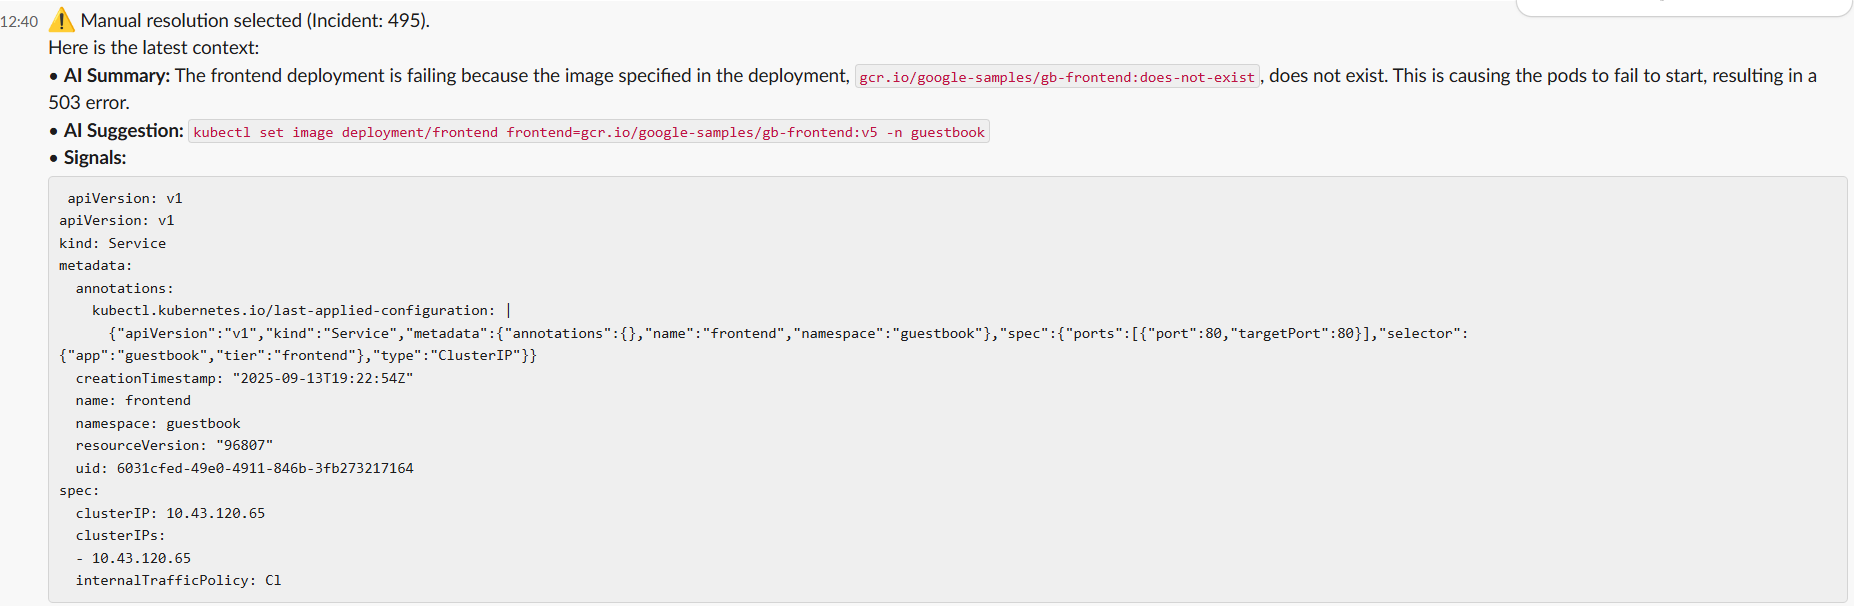 12:40 ⚠️ Manual resolution selected (Incident: 495).
Here is the latest context:
• AI Summary: The frontend deployment is failing because the image specified in the deployment, gcr.io/google-samples/gb-frontend:does-not-exist, does not exist. This is causing the pods to fail to start, resulting in a
503 error.
• AI Suggestion: kubectl set image deployment/frontend frontend=gcr.io/google-samples/gb-frontend:v5 -n guestbook
• Signals:
 apiVersion: v1
apiVersion: v1
kind: Service
metadata:
  annotations:
    kubectl.kubernetes.io/last-applied-configuration: |
      {"apiVersion":"v1","kind":"Service","metadata":{"annotations":{},"name":"frontend","namespace":"guestbook"},"spec":{"ports":[{"port":80,"targetPort":80}],"selector":
{"app":"guestbook","tier":"frontend"},"type":"ClusterIP"}}
  creationTimestamp: "2025-09-13T19:22:54Z"
  name: frontend
  namespace: guestbook
  resourceVersion: "96807"
  uid: 6031cfed-49e0-4911-846b-3fb273217164
spec:
  clusterIP: 10.43.120.65
  clusterIPs:
  - 10.43.120.65
  internalTrafficPolicy: Cl